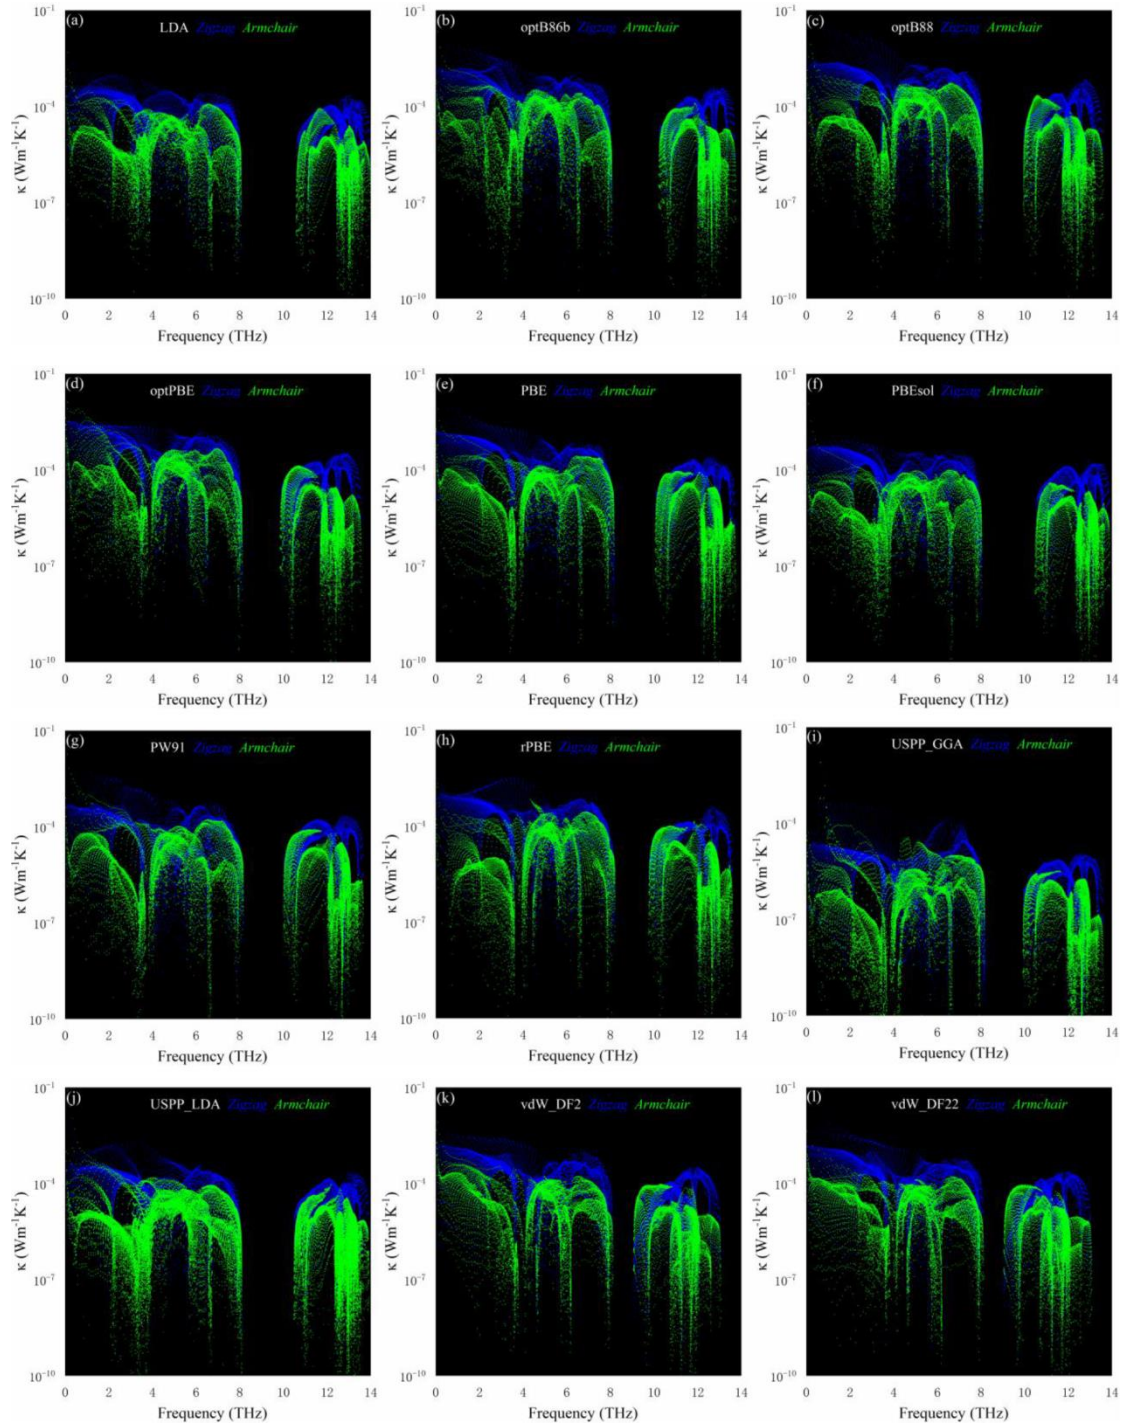 (a) LDA Zigzag Armchair
10⁻¹
10⁻⁴
10⁻⁷
10⁻¹⁰
κ (Wm⁻¹K⁻¹)
0 2 4 6 8 10 12 14
Frequency (THz)
(b) optB86b Zigzag Armchair
10⁻¹
10⁻⁴
10⁻⁷
10⁻¹⁰
κ (Wm⁻¹K⁻¹)
0 2 4 6 8 10 12 14
Frequency (THz)
(c) optB88 Zigzag Armchair
10⁻¹
10⁻⁴
10⁻⁷
10⁻¹⁰
κ (Wm⁻¹K⁻¹)
0 2 4 6 8 10 12 14
Frequency (THz)
(d) optPBE Zigzag Armchair
10⁻¹
10⁻⁴
10⁻⁷
10⁻¹⁰
κ (Wm⁻¹K⁻¹)
0 2 4 6 8 10 12 14
Frequency (THz)
(e) PBE Zigzag Armchair
10⁻¹
10⁻⁴
10⁻⁷
10⁻¹⁰
κ (Wm⁻¹K⁻¹)
0 2 4 6 8 10 12 14
Frequency (THz)
(f) PBEsol Zigzag Armchair
10⁻¹
10⁻⁴
10⁻⁷
10⁻¹⁰
κ (Wm⁻¹K⁻¹)
0 2 4 6 8 10 12 14
Frequency (THz)
(g) PW91 Zigzag Armchair
10⁻¹
10⁻⁴
10⁻⁷
10⁻¹⁰
κ (Wm⁻¹K⁻¹)
0 2 4 6 8 10 12 14
Frequency (THz)
(h) rPBE Zigzag Armchair
10⁻¹
10⁻⁴
10⁻⁷
10⁻¹⁰
κ (Wm⁻¹K⁻¹)
0 2 4 6 8 10 12 14
Frequency (THz)
(i) USPP_GGA Zigzag Armchair
10⁻¹
10⁻⁴
10⁻⁷
10⁻¹⁰
κ (Wm⁻¹K⁻¹)
0 2 4 6 8 10 12 14
Frequency (THz)
(j) USPP_LDA Zigzag Armchair
10⁻¹
10⁻⁴
10⁻⁷
10⁻¹⁰
κ (Wm⁻¹K⁻¹)
0 2 4 6 8 10 12 14
Frequency (THz)
(k) vdW_DF2 Zigzag Armchair
10⁻¹
10⁻⁴
10⁻⁷
10⁻¹⁰
κ (Wm⁻¹K⁻¹)
0 2 4 6 8 10 12 14
Frequency (THz)
(l) vdW_DF22 Zigzag Armchair
10⁻¹
10⁻⁴
10⁻⁷
10⁻¹⁰
κ (Wm⁻¹K⁻¹)
0 2 4 6 8 10 12 14
Frequency (THz)